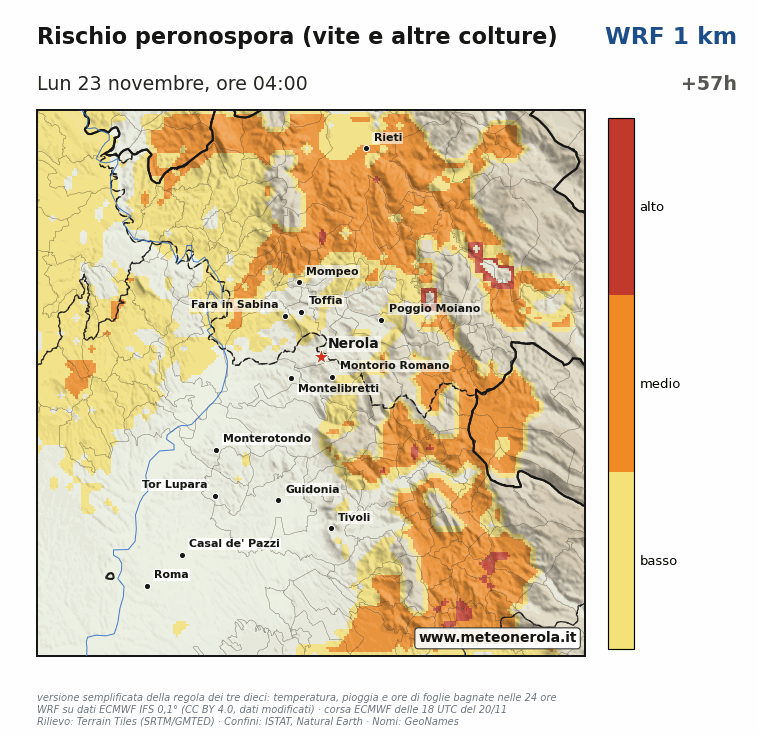 Rischio peronospora (vite e altre colture)
WRF 1 km
Lun 23 novembre, ore 04:00
+57h
Rieti
alto
Mompeo
Toffia
Fara in Sabina
Poggio Moiano
Nerola
Montorio Romano
medio
Montelibretti
Monterotondo
Tor Lupara
Guidonia
Tivoli
Casal de' Pazzi
basso
Roma
www.meteonerola.it
versione semplificata della regola dei tre dieci: temperatura, pioggia e ore di foglie bagnate nelle 24 ore
WRF su dati ECMWF IFS 0,1° (CC BY 4.0, dati modificati) · corsa ECMWF delle 18 UTC del 20/11
Rilievo: Terrain Tiles (SRTM/GMTED) · Confini: ISTAT, Natural Earth · Nomi: GeoNames